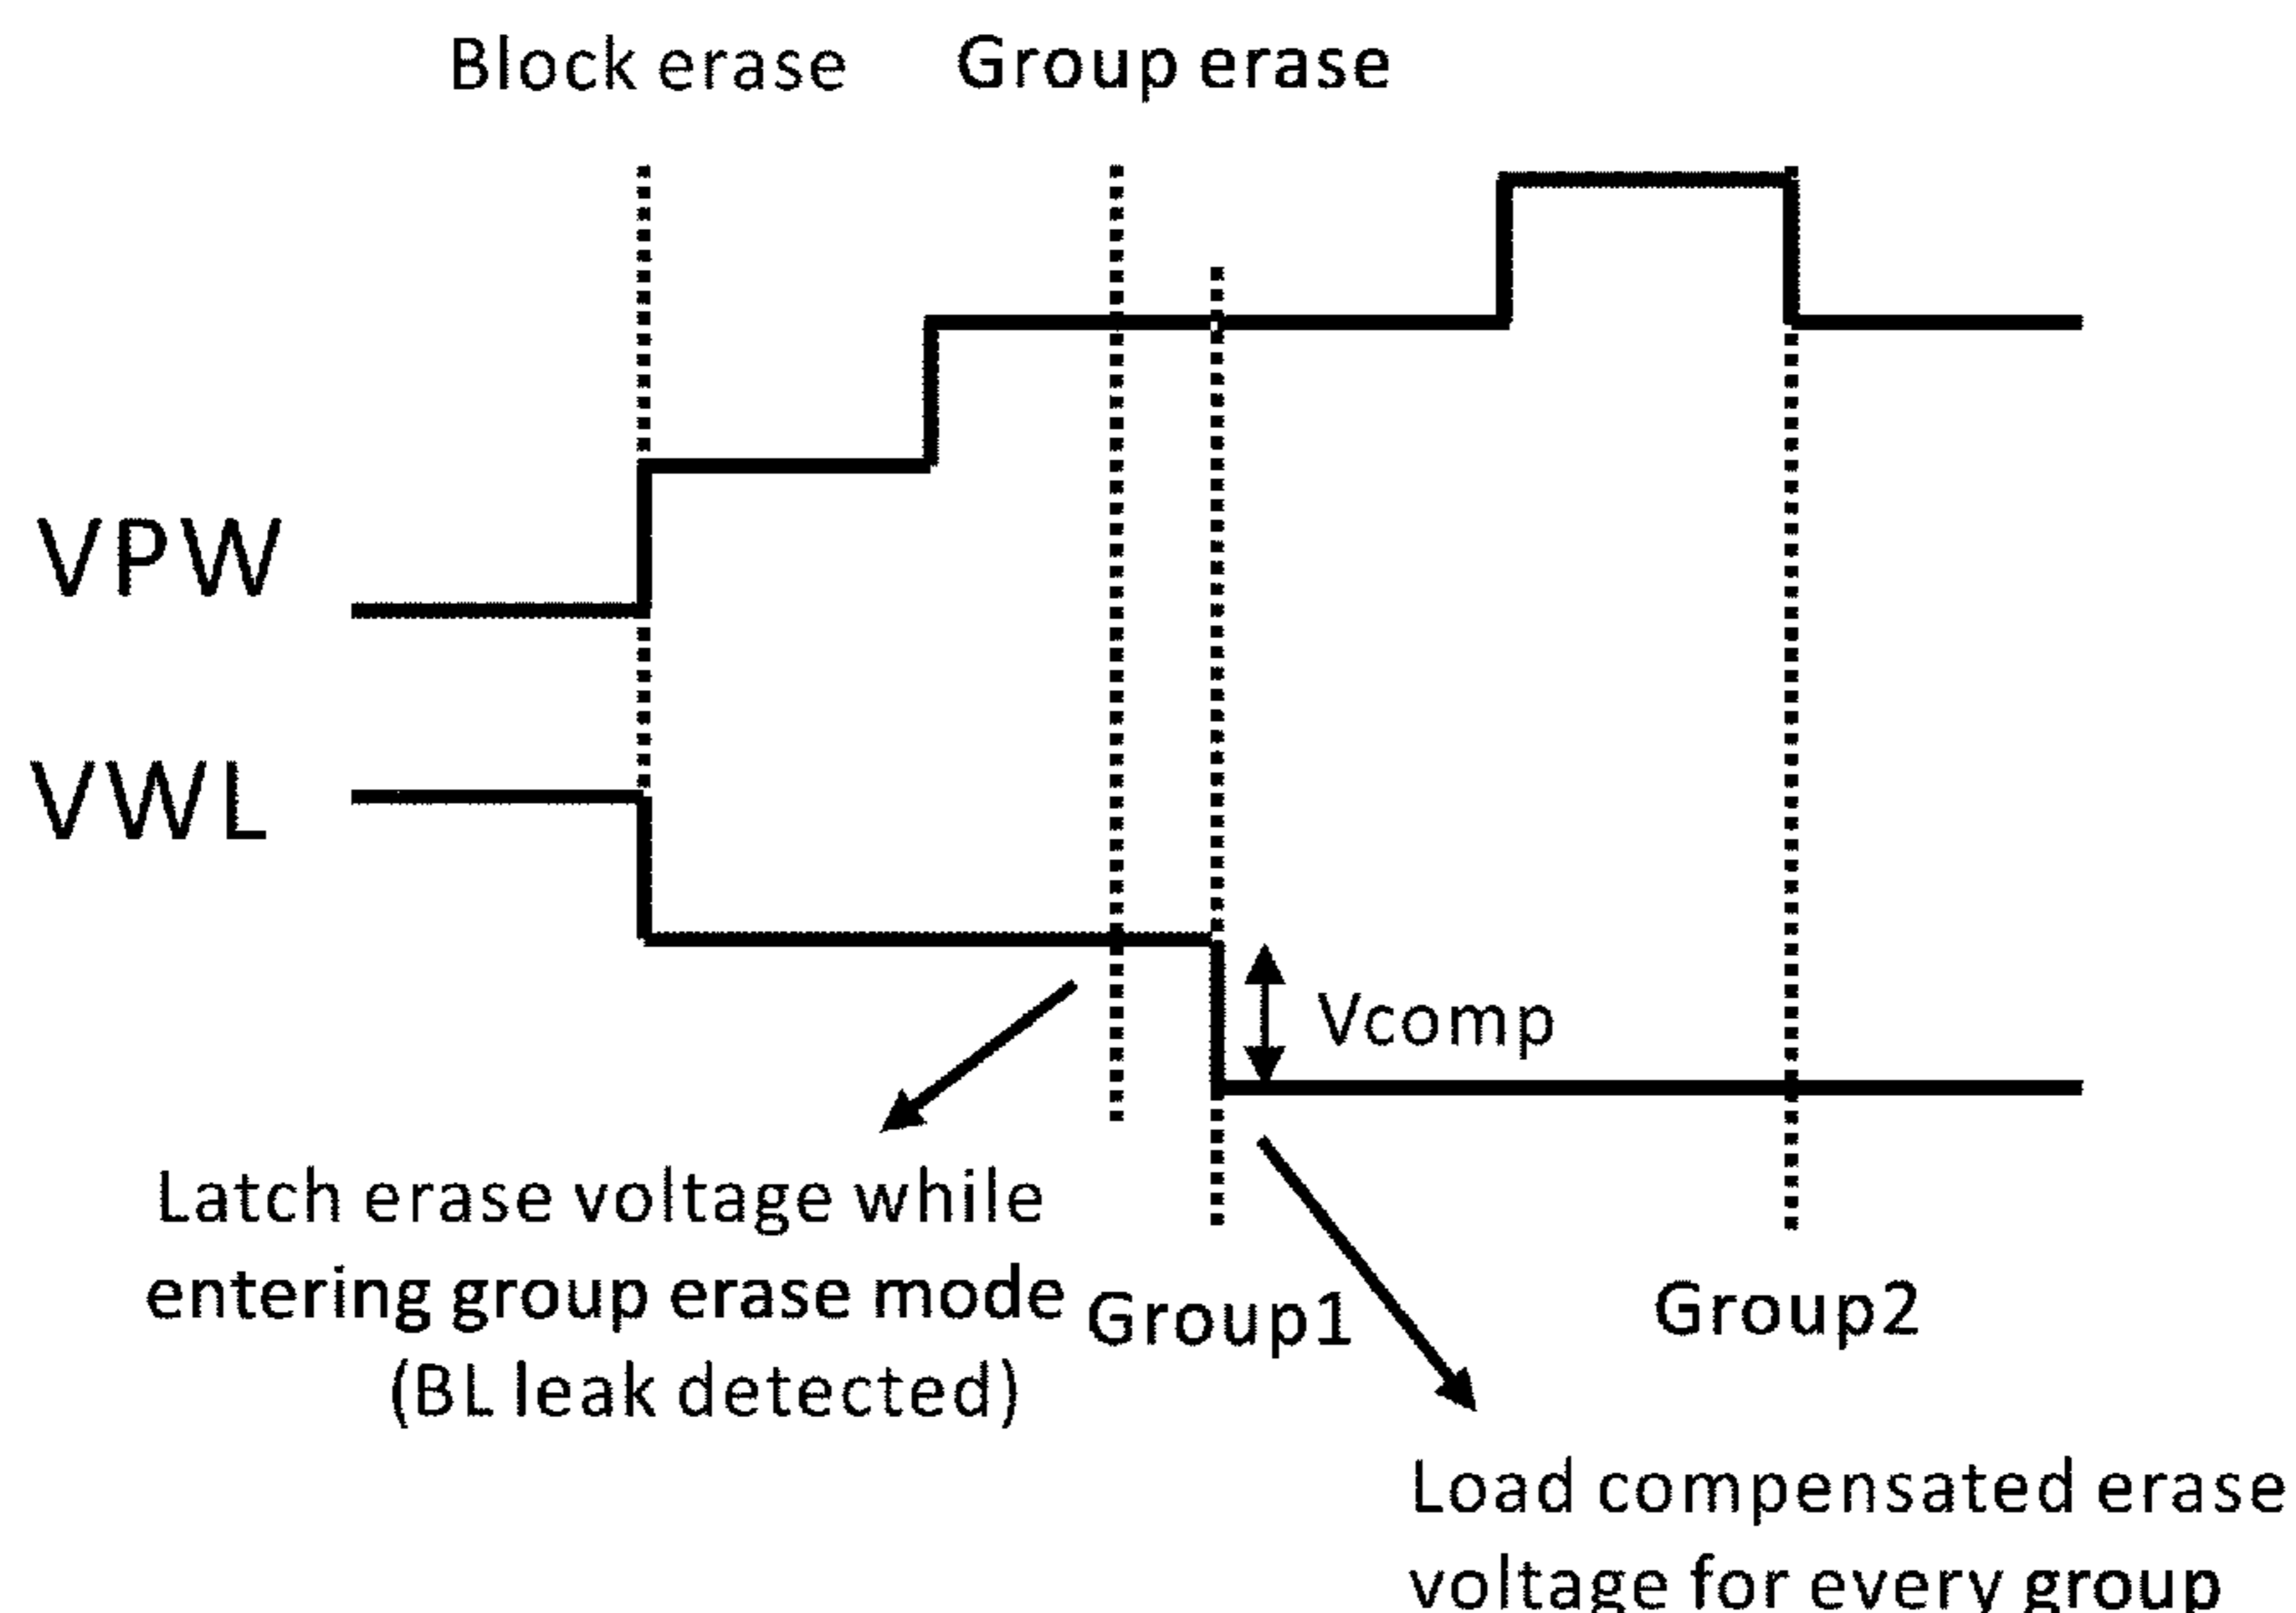 Block erase
Group erase
VPW
VWL
Vcomp
Latch erase voltage while
entering group erase mode
(BL leak detected)
Group1
Group2
Load compensated erase
voltage for every group